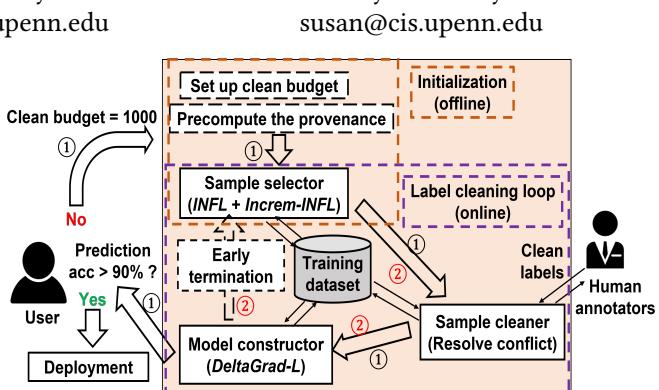 upenn.edu
susan@cis.upenn.edu
Set up clean budget
Initialization
(offline)
Clean budget = 1000
Precompute the provenance
①
①
Sample selector
(INFL + Increm-INFL)
Label cleaning loop
(online)
No
①
Prediction
acc > 90% ?
Early
termination
Training
dataset
②
Clean
labels
Yes
①
②
Human
annotators
User
②
Sample cleaner
(Resolve conflict)
Model constructor
(DeltaGrad-L)
①
Deployment